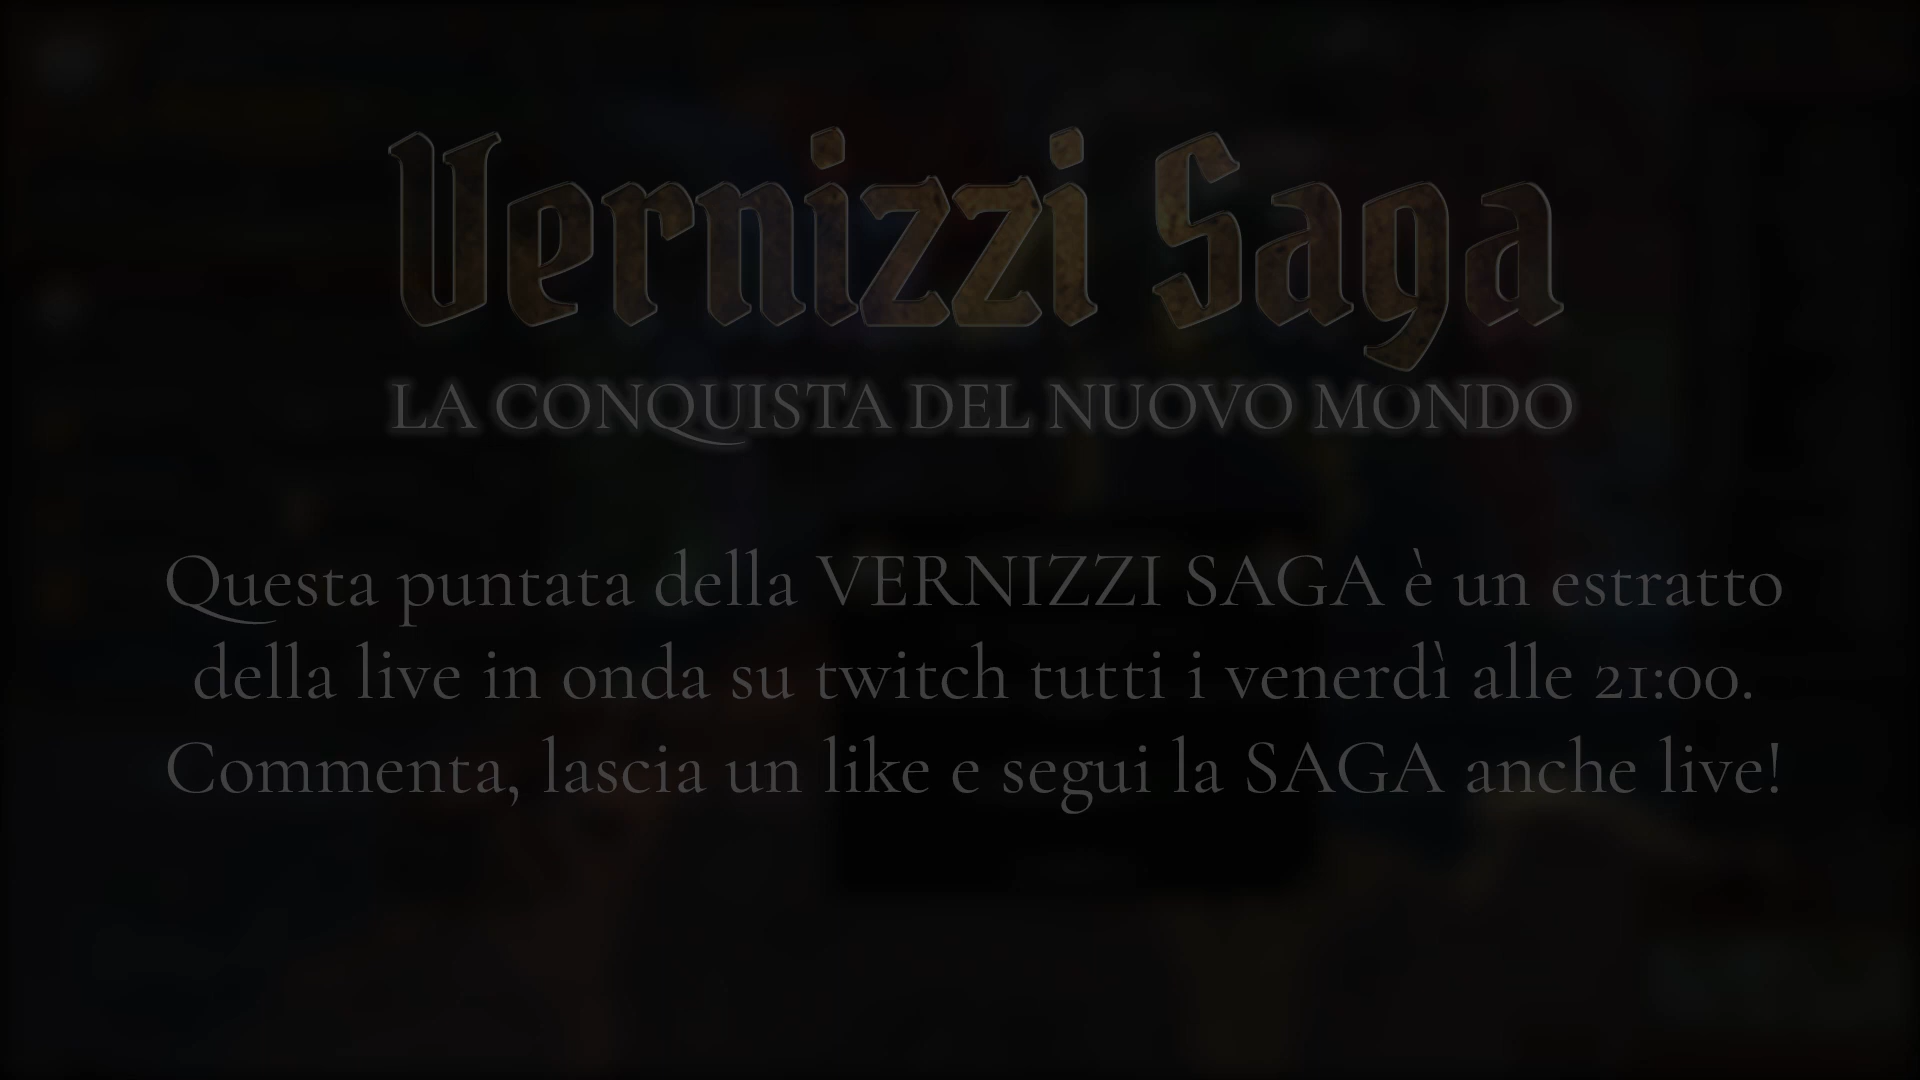 Vernizzi Saga
LA CONQUISTA DEL NUOVO MONDO
Questa puntata della VERNIZZI SAGA è un estratto
della live in onda su twitch tutti i venerdì alle 21:00.
Commenta, lascia un like e segui la SAGA anche live!